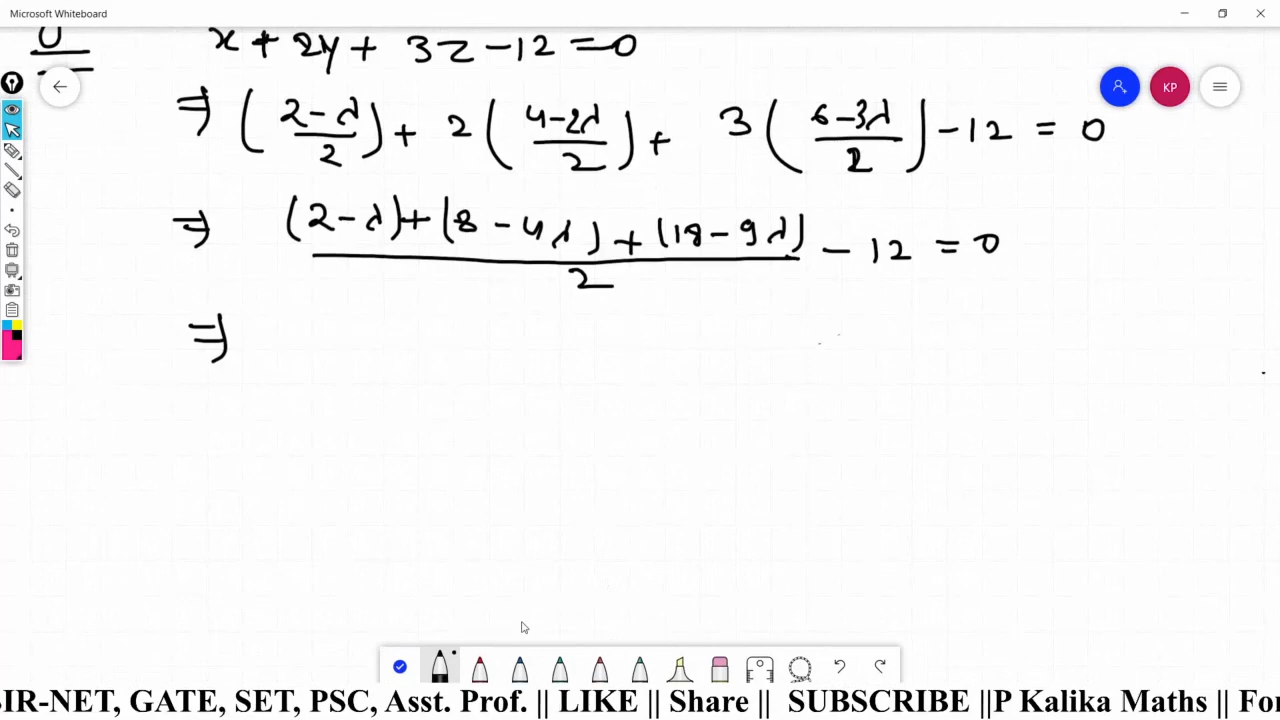 Microsoft Whiteboard
x + 2y + 3z - 12 = 0
⇒ (2-λ/2) + 2 (4-2λ/2) + 3 (6-3λ/2) - 12 = 0
⇒ (2-λ)+(8-4λ)+(18-9λ)/2 - 12 = 0
⇒
KP
SIR-NET, GATE, SET, PSC, Asst. Prof. || LIKE || Share || SUBSCRIBE ||P Kalika Maths || For